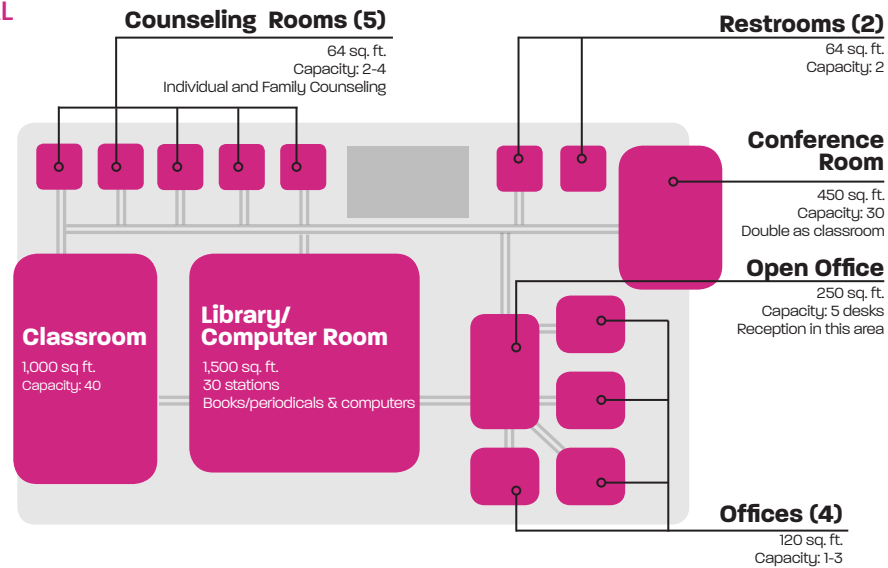 Counseling Rooms (5)
64 sq. ft.
Capacity: 2-4
Individual and Family Counseling
Restrooms (2)
64 sq. ft.
Capacity: 2
Conference
Room
450 sq. ft.
Capacity: 30
Double as classroom
Open Office
250 sq. ft.
Capacity: 5 desks
Reception in this area
Classroom
1,000 sq ft.
Capacity: 40
Library/
Computer Room
1,500 sq. ft.
30 stations
Books/periodicals & computers
Offices (4)
120 sq. ft.
Capacity: 1-3